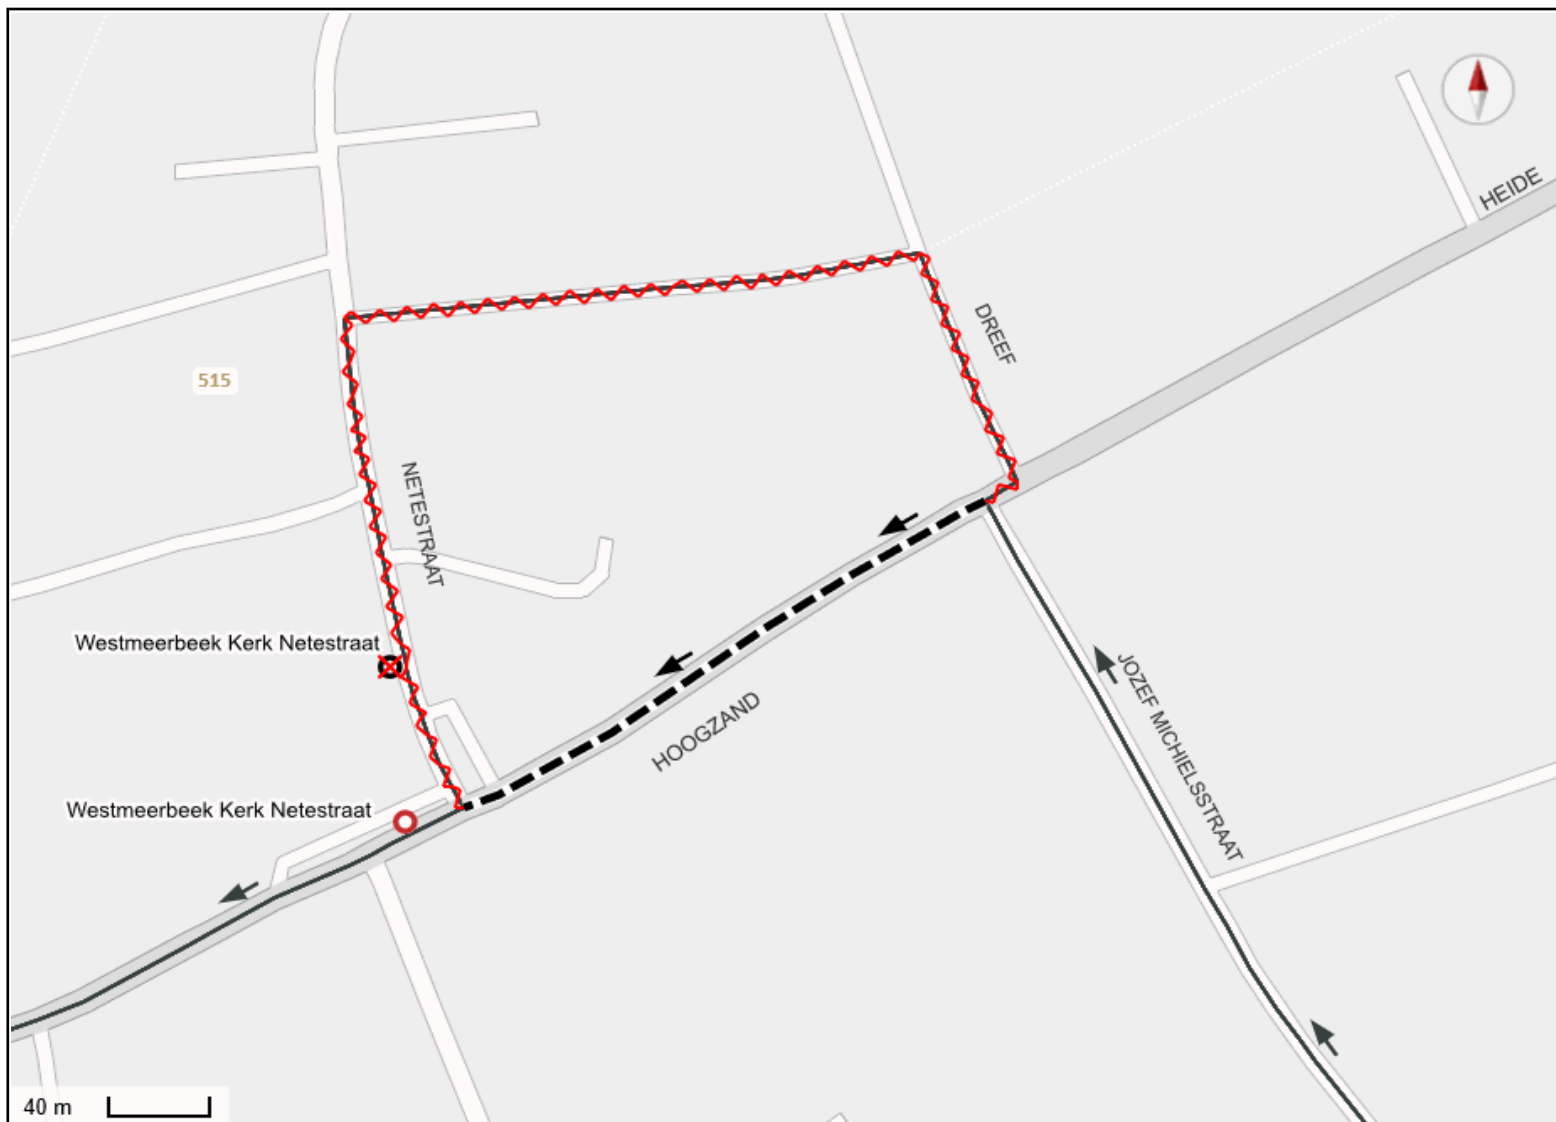 HEIDE
DREEF
515
NETESTRAAT
Westmeerbeek Kerk Netestraat
JOZEF MICHIELSSTRAAT
HOOGZAND
Westmeerbeek Kerk Netestraat
40 m